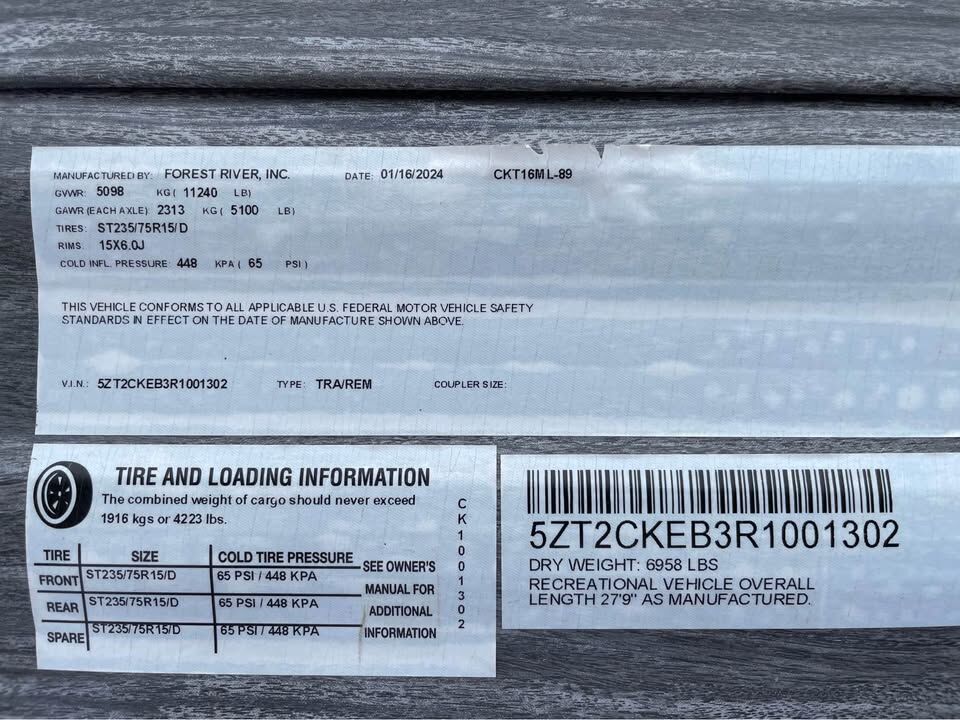 MANUFACTURED BY: FOREST RIVER, INC. DATE: 01/16/2024 CKT16ML-89
GVWR: 5098 KG ( 11240 LB)
GAWR (EACH AXLE): 2313 KG ( 5100 LB)
TIRES: ST235/75R15/D
RIMS: 15X6.0J
COLD INFL. PRESSURE: 448 KPA ( 65 PSI )
THIS VEHICLE CONFORMS TO ALL APPLICABLE U.S. FEDERAL MOTOR VEHICLE SAFETY
STANDARDS IN EFFECT ON THE DATE OF MANUFACTURE SHOWN ABOVE.
V.I.N.: 5ZT2CKEB3R1001302 TYPE: TRA/REM COUPLER SIZE:
TIRE AND LOADING INFORMATION
The combined weight of cargo should never exceed
1916 kgs or 4223 lbs.
TIRE SIZE COLD TIRE PRESSURE
FRONT ST235/75R15/D 65 PSI / 448 KPA
REAR ST235/75R15/D 65 PSI / 448 KPA
SPARE ST235/75R15/D 65 PSI / 448 KPA
SEE OWNER'S
MANUAL FOR
ADDITIONAL
INFORMATION
CK1001302
5ZT2CKEB3R1001302
DRY WEIGHT: 6958 LBS
RECREATIONAL VEHICLE OVERALL
LENGTH 27'9" AS MANUFACTURED.